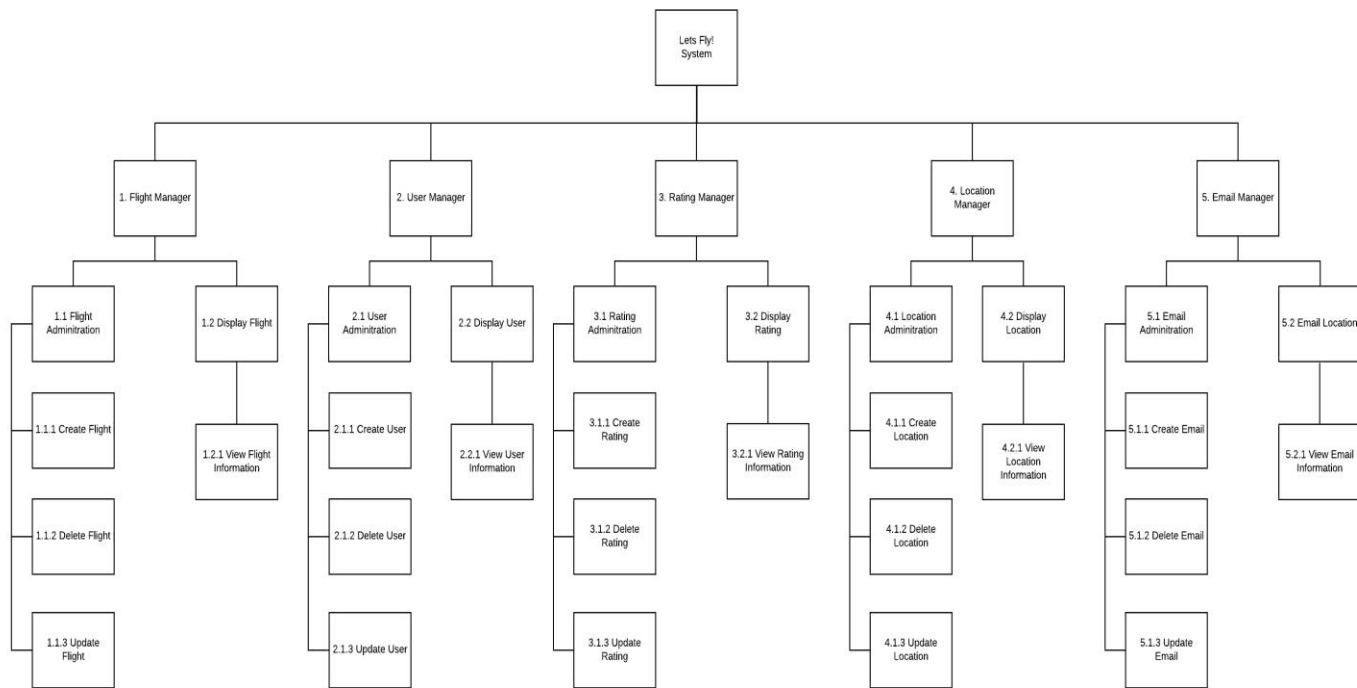 Lets Fly!
System
1. Flight Manager
2. User Manager
3. Rating Manager
4. Location
Manager
5. Email Manager
1.1 Flight
Adminitration
1.2 Display Flight
2.1 User
Adminitration
2.2 Display User
3.1 Rating
Adminitration
3.2 Display
Rating
4.1 Location
Adminitration
4.2 Display
Location
5.1 Email
Adminitration
5.2 Email Location
1.1.1 Create Flight
1.2.1 View Flight
Information
2.1.1 Create User
2.2.1 View User
Information
3.1.1 Create
Rating
3.2.1 View Rating
Information
4.1.1 Create
Location
4.2.1 View
Location
Information
5.1.1 Create Email
5.2.1 View Email
Information
1.1.2 Delete Flight
2.1.2 Delete User
3.1.2 Delete
Rating
4.1.2 Delete
Location
5.1.2 Delete Email
1.1.3 Update
Flight
2.1.3 Update User
3.1.3 Update
Rating
4.1.3 Update
Location
5.1.3 Update
Email